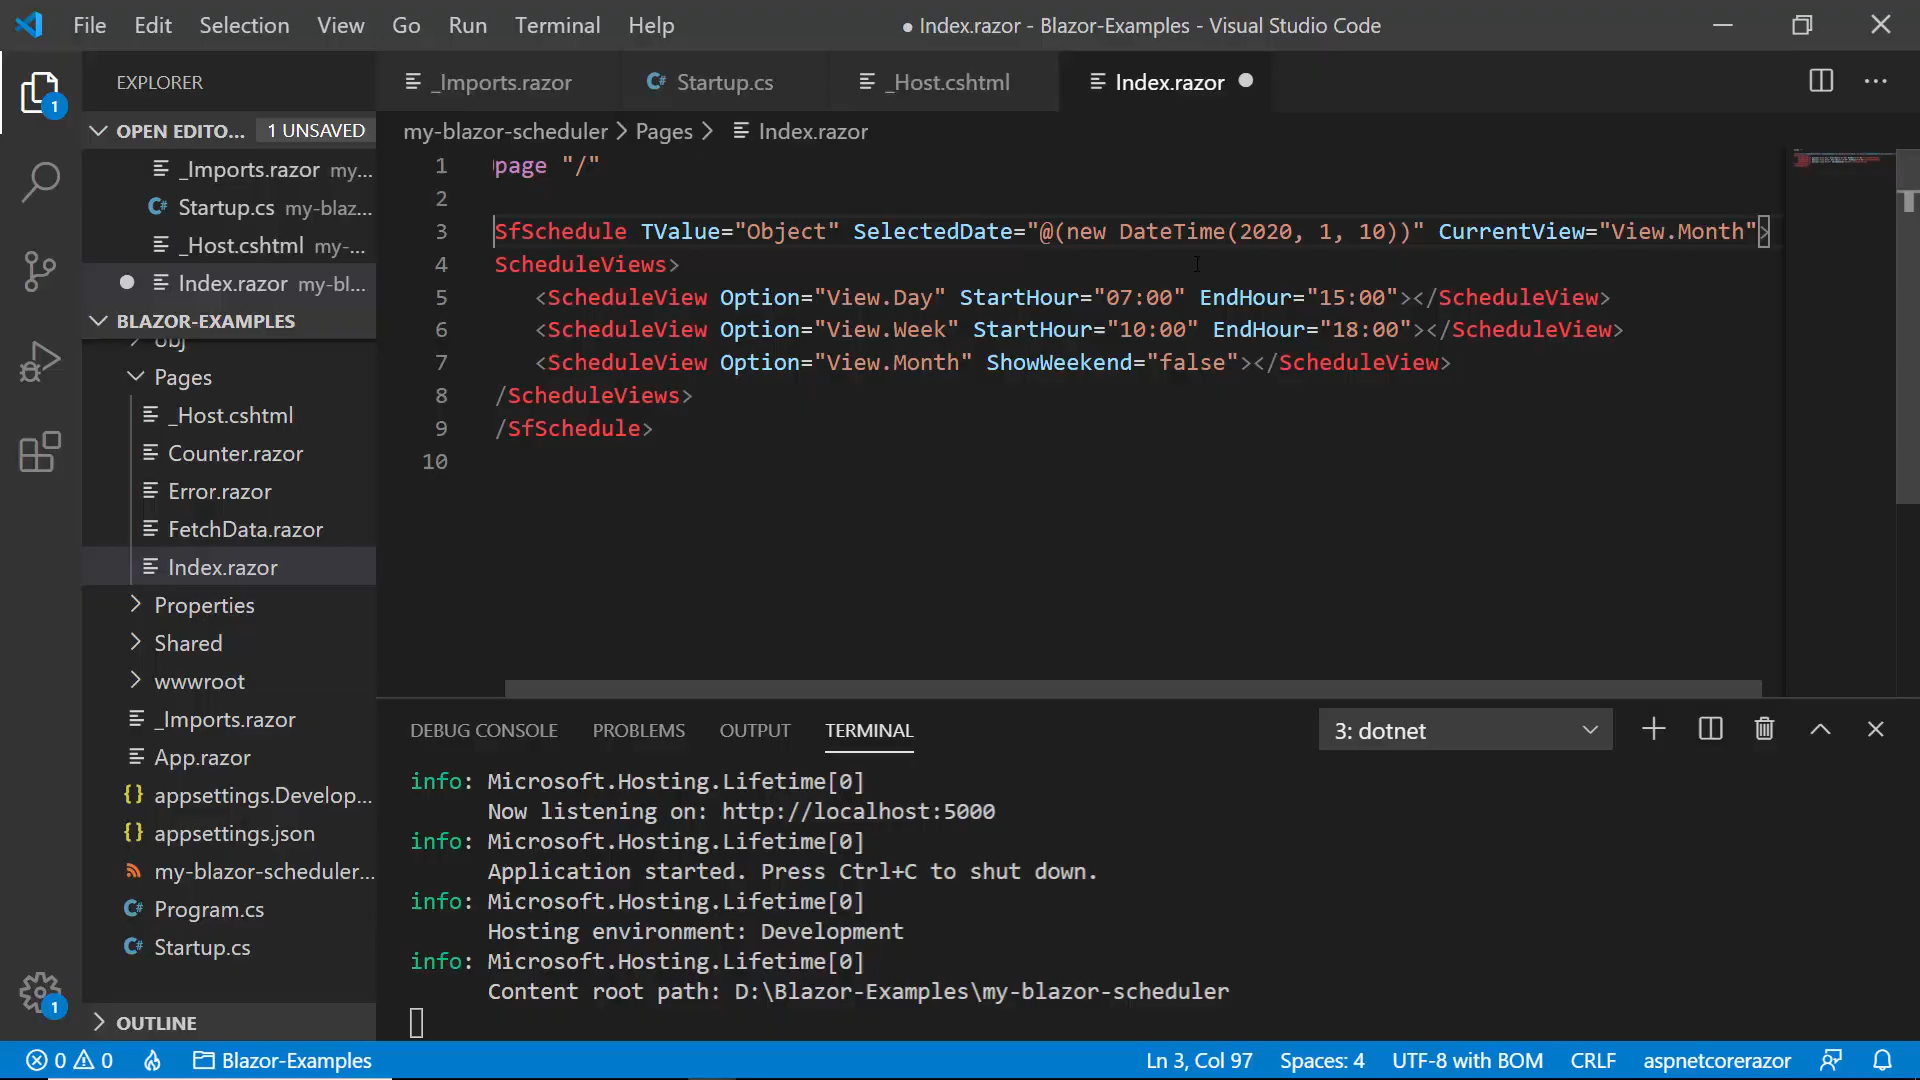 File Edit Selection View Go Run Terminal Help ● Index.razor - Blazor-Examples - Visual Studio Code
EXPLORER
_Imports.razor Startup.cs _Host.cshtml Index.razor
OPEN EDITO... 1 UNSAVED
_Imports.razor my...
Startup.cs my-blaz...
_Host.cshtml my-...
Index.razor my-bl...
BLAZOR-EXAMPLES
obj
Pages
_Host.cshtml
Counter.razor
Error.razor
FetchData.razor
Index.razor
Properties
Shared
wwwroot
_Imports.razor
App.razor
{} appsettings.Develop...
{} appsettings.json
my-blazor-scheduler...
C# Program.cs
C# Startup.cs
OUTLINE
1
1
my-blazor-scheduler > Pages > Index.razor
1 page "/"
2
3 SfSchedule TValue="Object" SelectedDate="@(new DateTime(2020, 1, 10))" CurrentView="View.Month">
4 ScheduleViews>
5 <ScheduleView Option="View.Day" StartHour="07:00" EndHour="15:00"></ScheduleView>
6 <ScheduleView Option="View.Week" StartHour="10:00" EndHour="18:00"></ScheduleView>
7 <ScheduleView Option="View.Month" ShowWeekend="false"></ScheduleView>
8 /ScheduleViews>
9 /SfSchedule>
10
DEBUG CONSOLE PROBLEMS OUTPUT TERMINAL 3: dotnet
info: Microsoft.Hosting.Lifetime[0]
Now listening on: http://localhost:5000
info: Microsoft.Hosting.Lifetime[0]
Application started. Press Ctrl+C to shut down.
info: Microsoft.Hosting.Lifetime[0]
Hosting environment: Development
info: Microsoft.Hosting.Lifetime[0]
Content root path: D:\Blazor-Examples\my-blazor-scheduler
0 0 Blazor-Examples Ln 3, Col 97 Spaces: 4 UTF-8 with BOM CRLF aspnetcorerazor